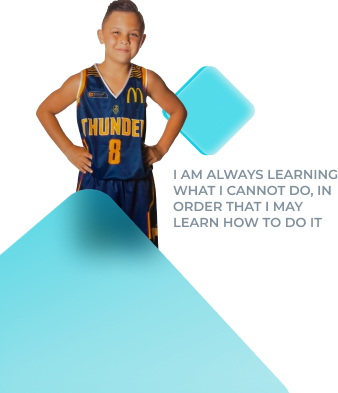 THUNDER
8
I AM ALWAYS LEARNING
WHAT I CANNOT DO, IN
ORDER THAT I MAY
LEARN HOW TO DO IT